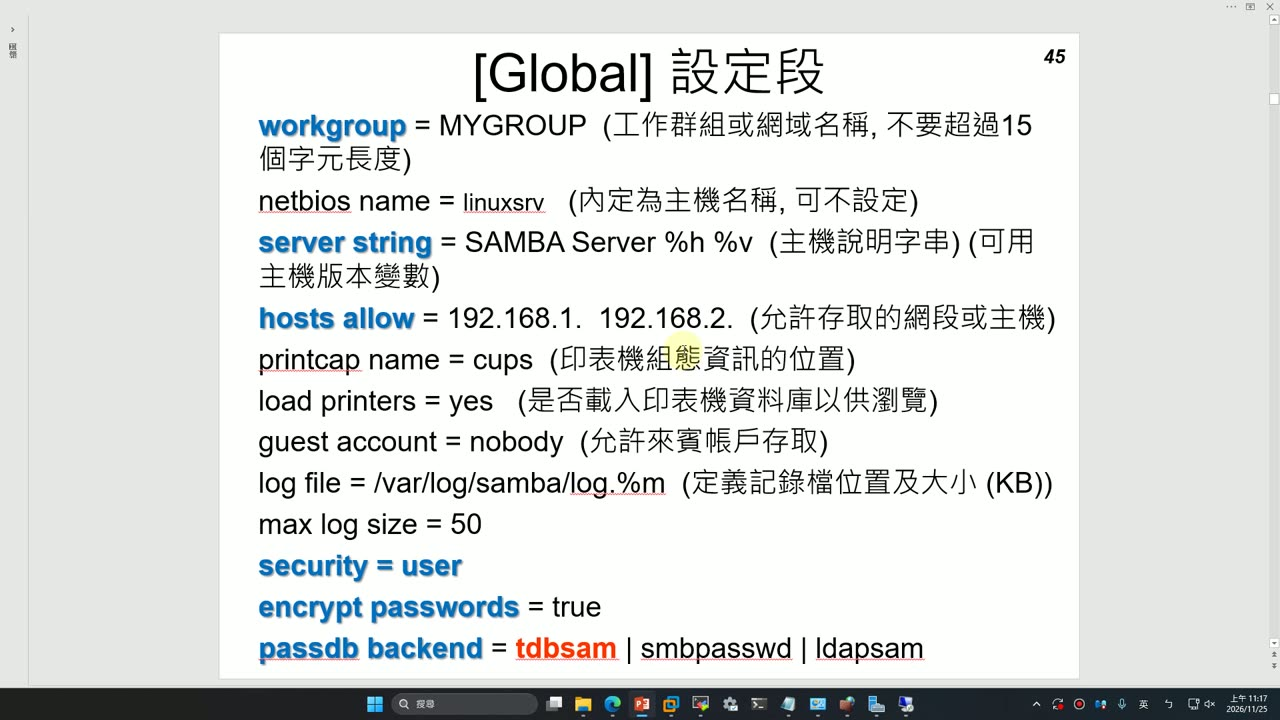 45
[Global] 設定段
workgroup = MYGROUP (工作群組或網域名稱, 不要超過15
個字元長度)
netbios name = linuxsrv (內定為主機名稱, 可不設定)
server string = SAMBA Server %h %v (主機說明字串) (可用
主機版本變數)
hosts allow = 192.168.1. 192.168.2. (允許存取的網段或主機)
printcap name = cups (印表機組態資訊的位置)
load printers = yes (是否載入印表機資料庫以供瀏覽)
guest account = nobody (允許來賓帳戶存取)
log file = /var/log/samba/log.%m (定義記錄檔位置及大小 (KB))
max log size = 50
security = user
encrypt passwords = true
passdb backend = tdbsam | smbpasswd | ldapsam
搜尋
英
上午 11:17
2026/11/25